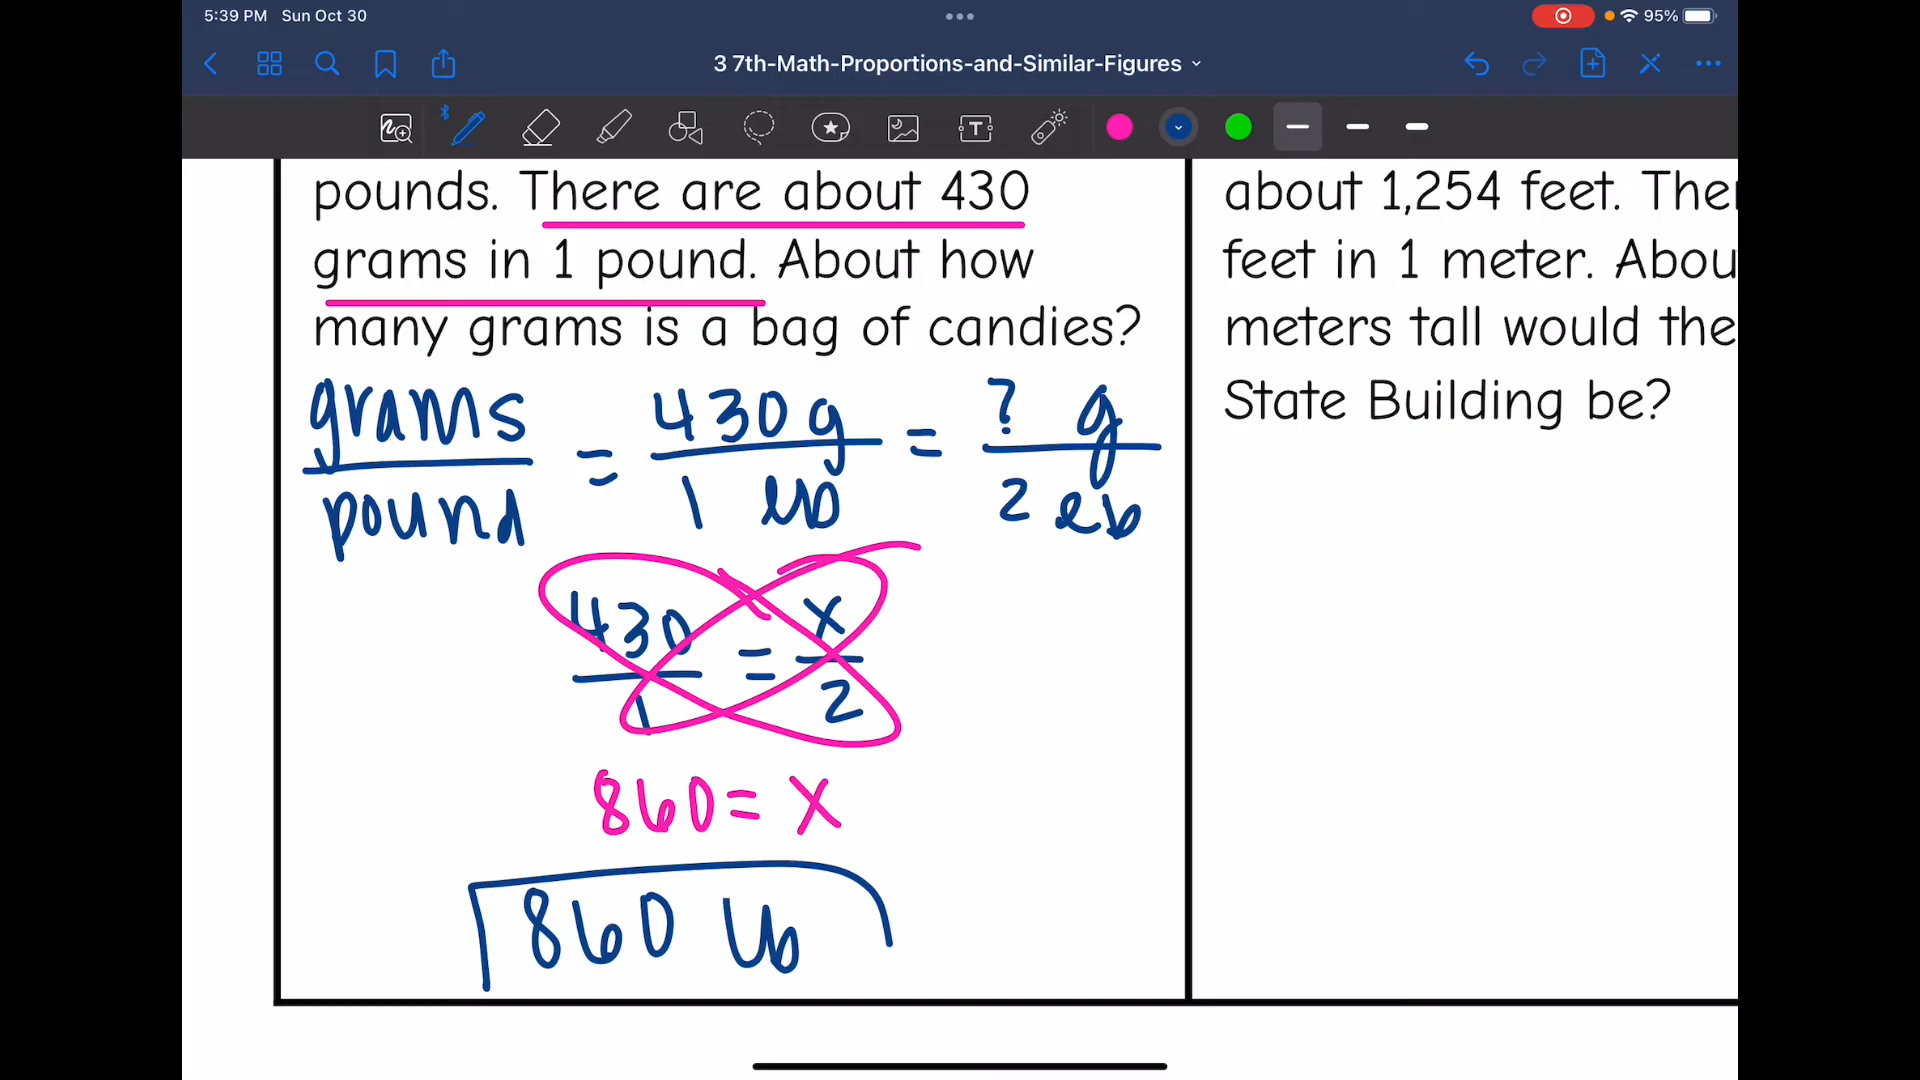 5:39 PM Sun Oct 30
95%
3 7th-Math-Proportions-and-Similar-Figures
pounds. There are about 430
grams in 1 pound. About how
many grams is a bag of candies?
grams = 430 g = ? g
pound 1 lb 2 lb
430 = x
1 2
860 = x
860 lb
about 1,254 feet. Ther
feet in 1 meter. Abou
meters tall would the
State Building be?